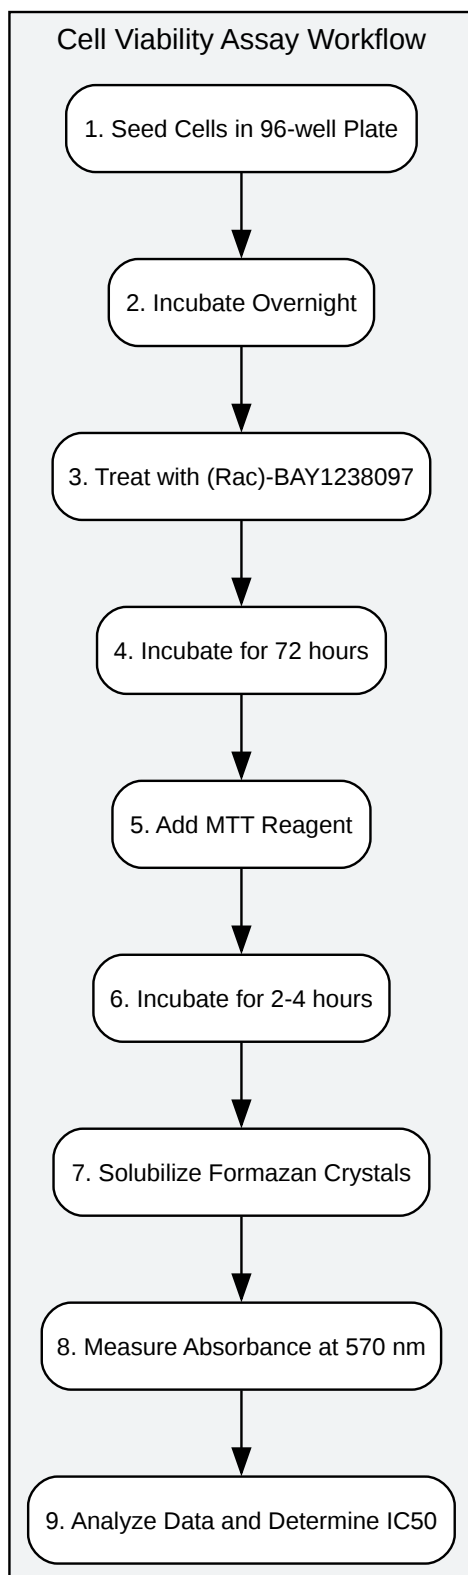 Cell Viability Assay Workflow
1. Seed Cells in 96-well Plate
2. Incubate Overnight
3. Treat with (Rac)-BAY1238097
4. Incubate for 72 hours
5. Add MTT Reagent
6. Incubate for 2-4 hours
7. Solubilize Formazan Crystals
8. Measure Absorbance at 570 nm
9. Analyze Data and Determine IC50